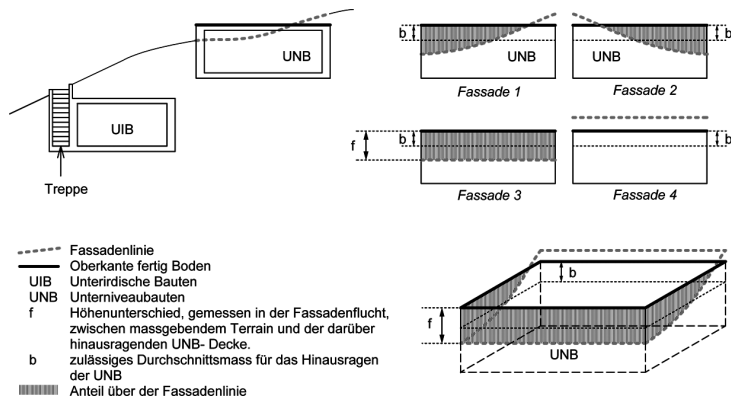 UNB
UIB
Treppe
b
UNB
Fassade 1
UNB
b
Fassade 2
f
b
Fassade 3
b
Fassade 4
Fassadenlinie
Oberkante fertig Boden
UIB Unterirdische Bauten
UNB Unterniveaubauten
f Höhenunterschied, gemessen in der Fassadenflucht,
zwischen massgebendem Terrain und der darüber
hinausragenden UNB- Decke.
b zulässiges Durchschnittsmass für das Hinausragen
der UNB
Anteil über der Fassadenlinie
b
f
UNB